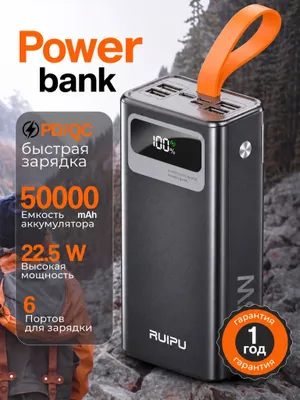 Power
bank
PD/QC
быстрая
зарядка
50000
Емкость mAh
аккумулятора
22.5 W
Высокая
мощность
6
Портов
для зарядки
100%
RUIPU
гарантия
1
год
гарантия